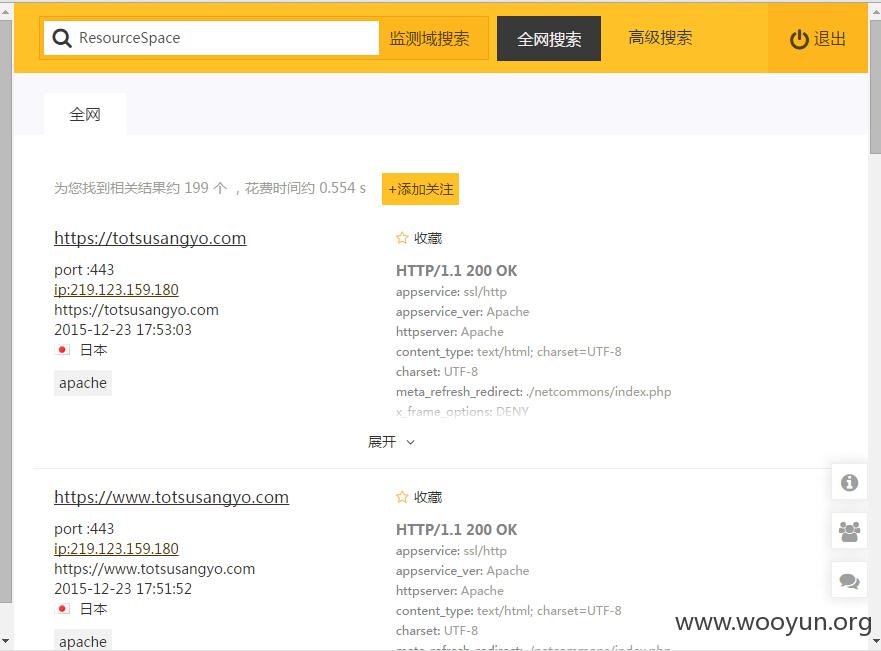 ResourceSpace 监测域搜索 全网搜索 高级搜索 退出
全网
为您找到相关结果约 199 个 ，花费时间约 0.554 s +添加关注
https://totsusangyo.com
port :443
ip:219.123.159.180
https://totsusangyo.com
2015-12-23 17:53:03
日本
apache
收藏
HTTP/1.1 200 OK
appservice: ssl/http
appservice_ver: Apache
httpserver: Apache
content_type: text/html; charset=UTF-8
charset: UTF-8
meta_refresh_redirect: ./netcommons/index.php
x_frame_options: DENY
展开
https://www.totsusangyo.com
port :443
ip:219.123.159.180
https://www.totsusangyo.com
2015-12-23 17:51:52
日本
apache
收藏
HTTP/1.1 200 OK
appservice: ssl/http
appservice_ver: Apache
httpserver: Apache
content_type: text/html; charset=UTF-8
charset: UTF-8
meta_refresh_redirect: ./netcommons/index.php
www.wooyun.org